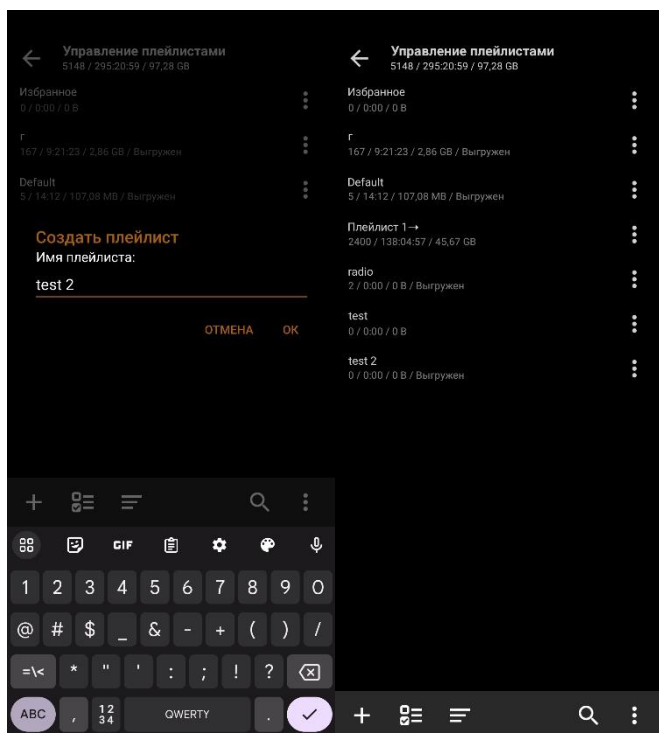 Управление плейлистами
5148 / 295:20:59 / 97,28 GB
Избранное
0 / 0:00 / 0 B
г
167 / 9:21:23 / 2,86 GB / Выгружен
Default
5 / 14:12 / 107,08 MB / Выгружен
Создать плейлист
Имя плейлиста:
test 2
ОТМЕНА ОК
GIF
1 2 3 4 5 6 7 8 9 0
@ # $ _ & - + ( ) /
=\< * " ' : ; ! ?
ABC , 12 34 QWERTY .
Управление плейлистами
5148 / 295:20:59 / 97,28 GB
Избранное
0 / 0:00 / 0 B
г
167 / 9:21:23 / 2,86 GB / Выгружен
Default
5 / 14:12 / 107,08 MB / Выгружен
Плейлист 1→
2400 / 138:04:57 / 45,67 GB
radio
2 / 0:00 / 0 B / Выгружен
test
0 / 0:00 / 0 B
test 2
0 / 0:00 / 0 B / Выгружен